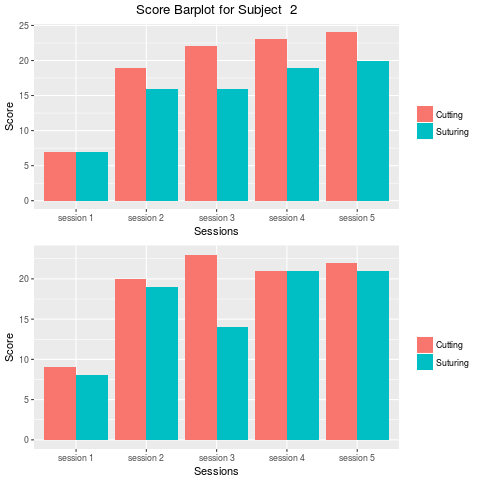 Score Barplot for Subject  2
25
20
15
10
5
0
Score
session 1 session 2 session 3 session 4 session 5
Sessions
Cutting
Suturing
20
15
10
5
0
Score
session 1 session 2 session 3 session 4 session 5
Sessions
Cutting
Suturing